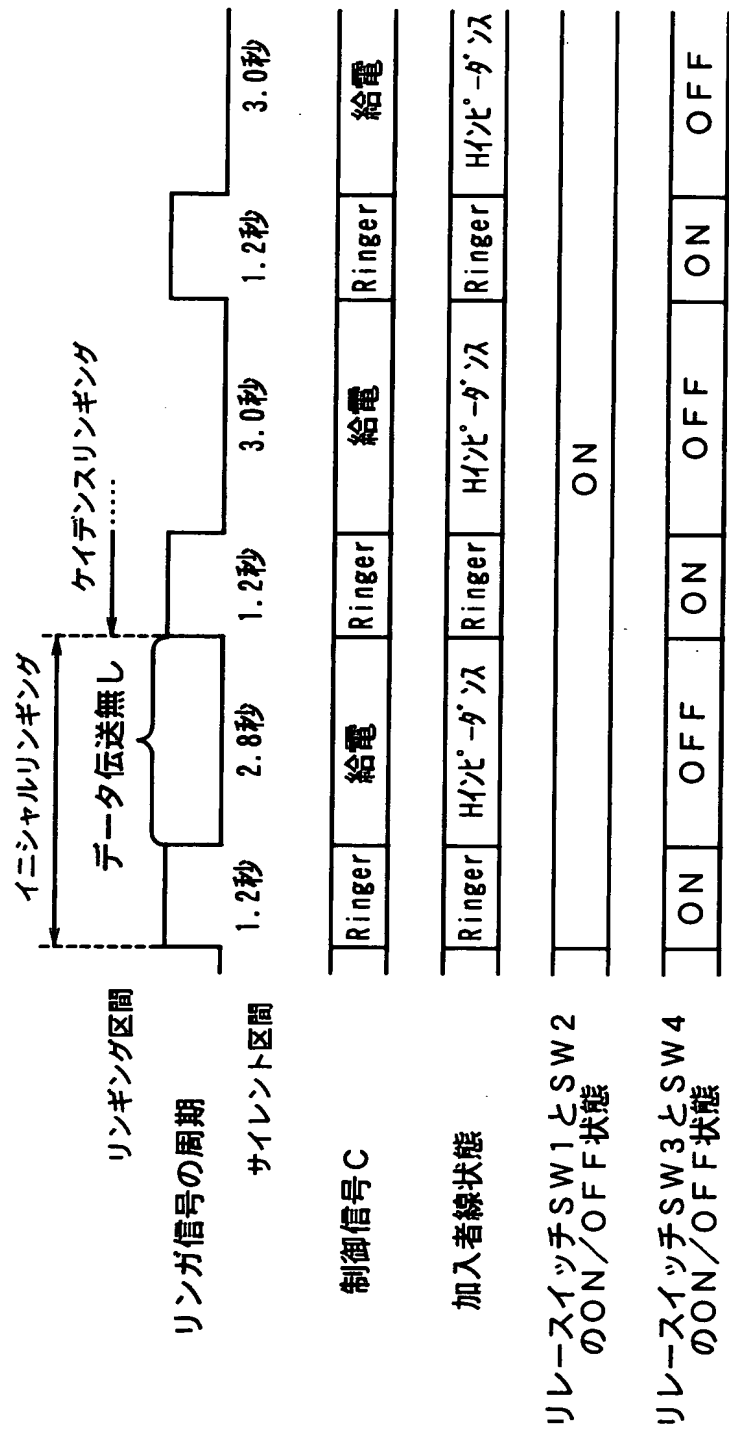 イニシャルリンギング
ケイデンスリンギング
データ伝送無し
‥‥‥
リンギング区間
リンガ信号の周期
サイレント区間
1.2秒 2.8秒 1.2秒 3.0秒 1.2秒 3.0秒
制御信号C
Ringer 給電 Ringer 給電 Ringer 給電
加入者線状態
Ringer Hインピーダンス Ringer Hインピーダンス Ringer Hインピーダンス
リレースイッチSW1とSW2
のON/OFF状態
ON
リレースイッチSW3とSW4
のON/OFF状態
ON OFF ON OFF ON OFF